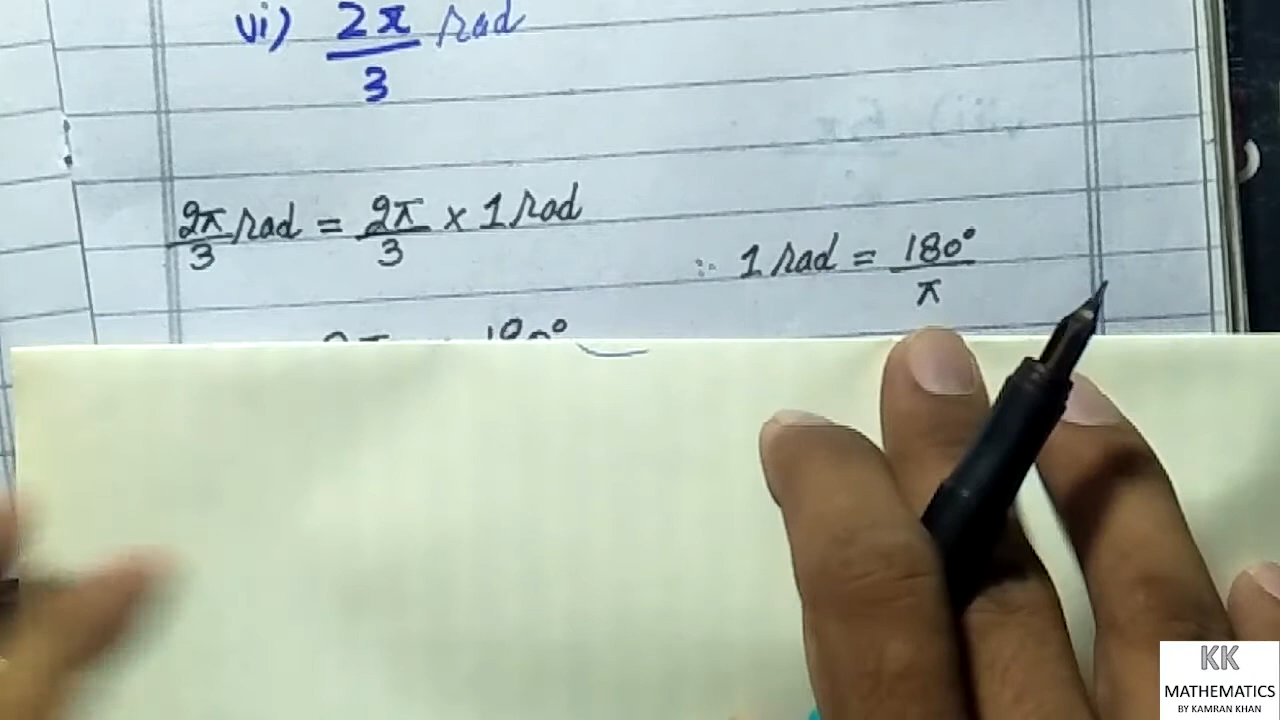 vi) 2π/3 rad
2π/3 rad = 2π/3 × 1 rad
∵ 1 rad = 180°/π
180°
KK
MATHEMATICS
BY KAMRAN KHAN